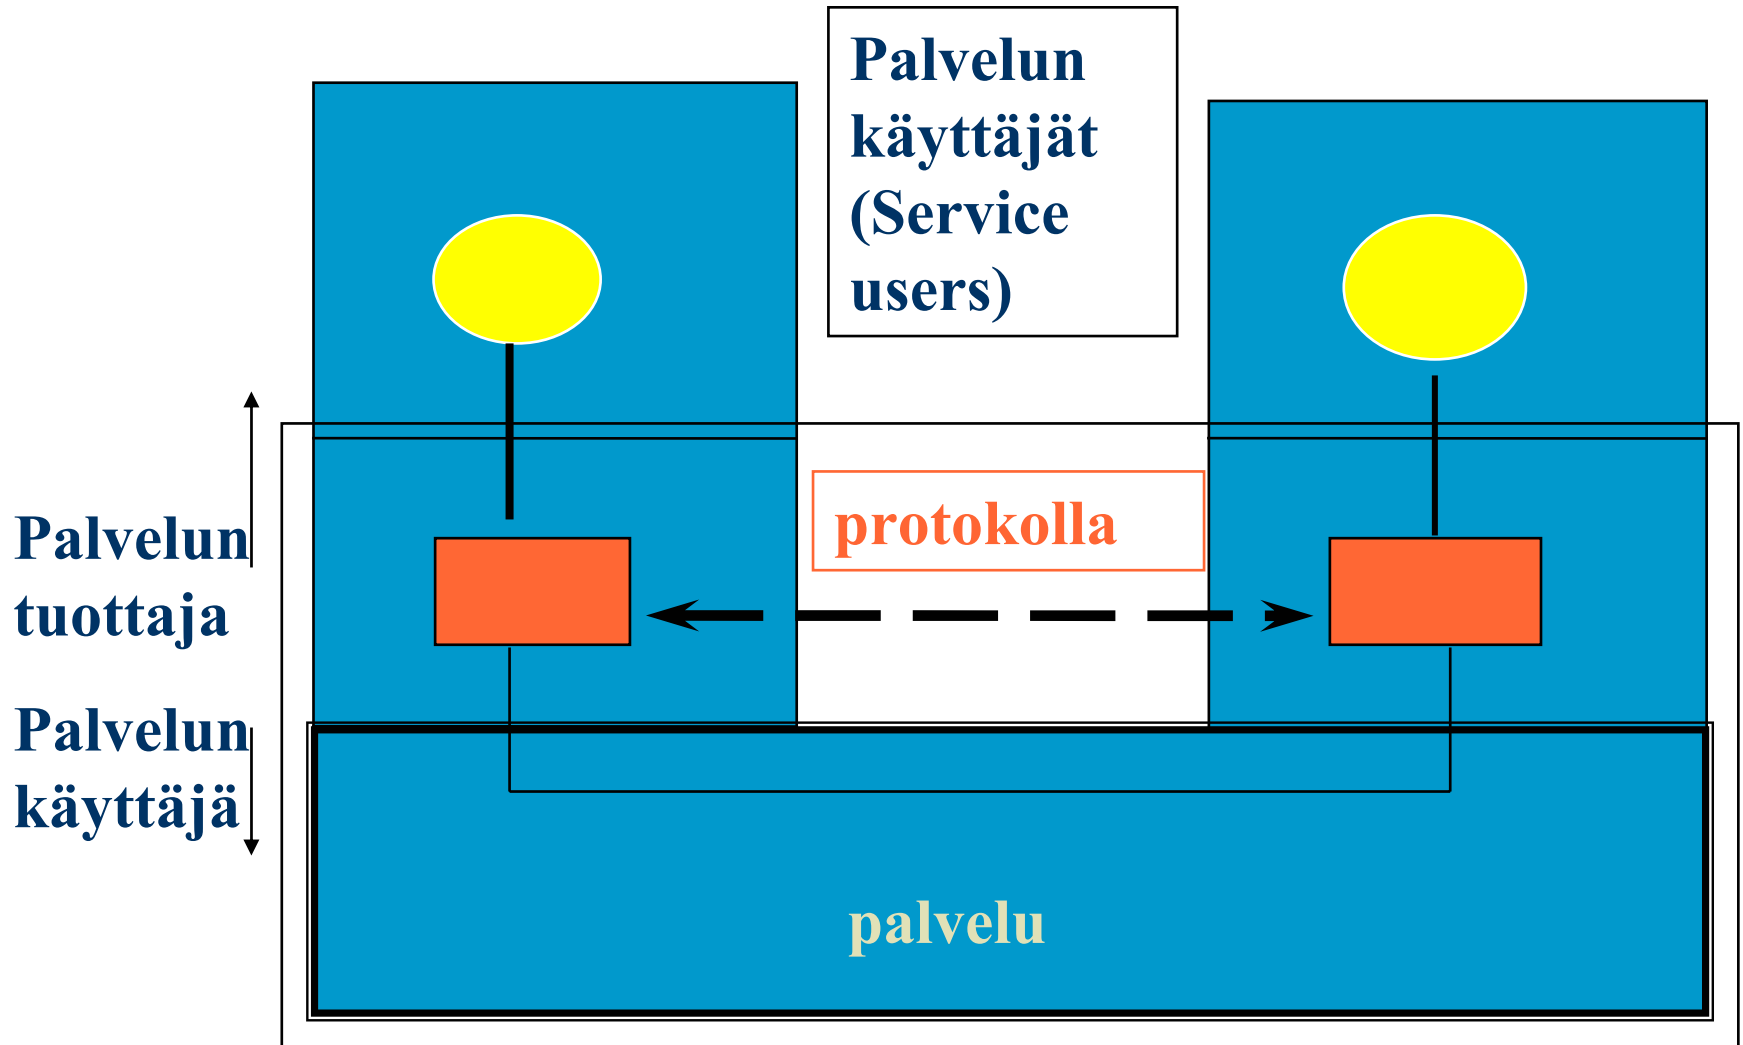 Palvelun
käyttäjät
(Service
users)
protokolla
Palvelun
tuottaja
Palvelun
käyttäjä
palvelu